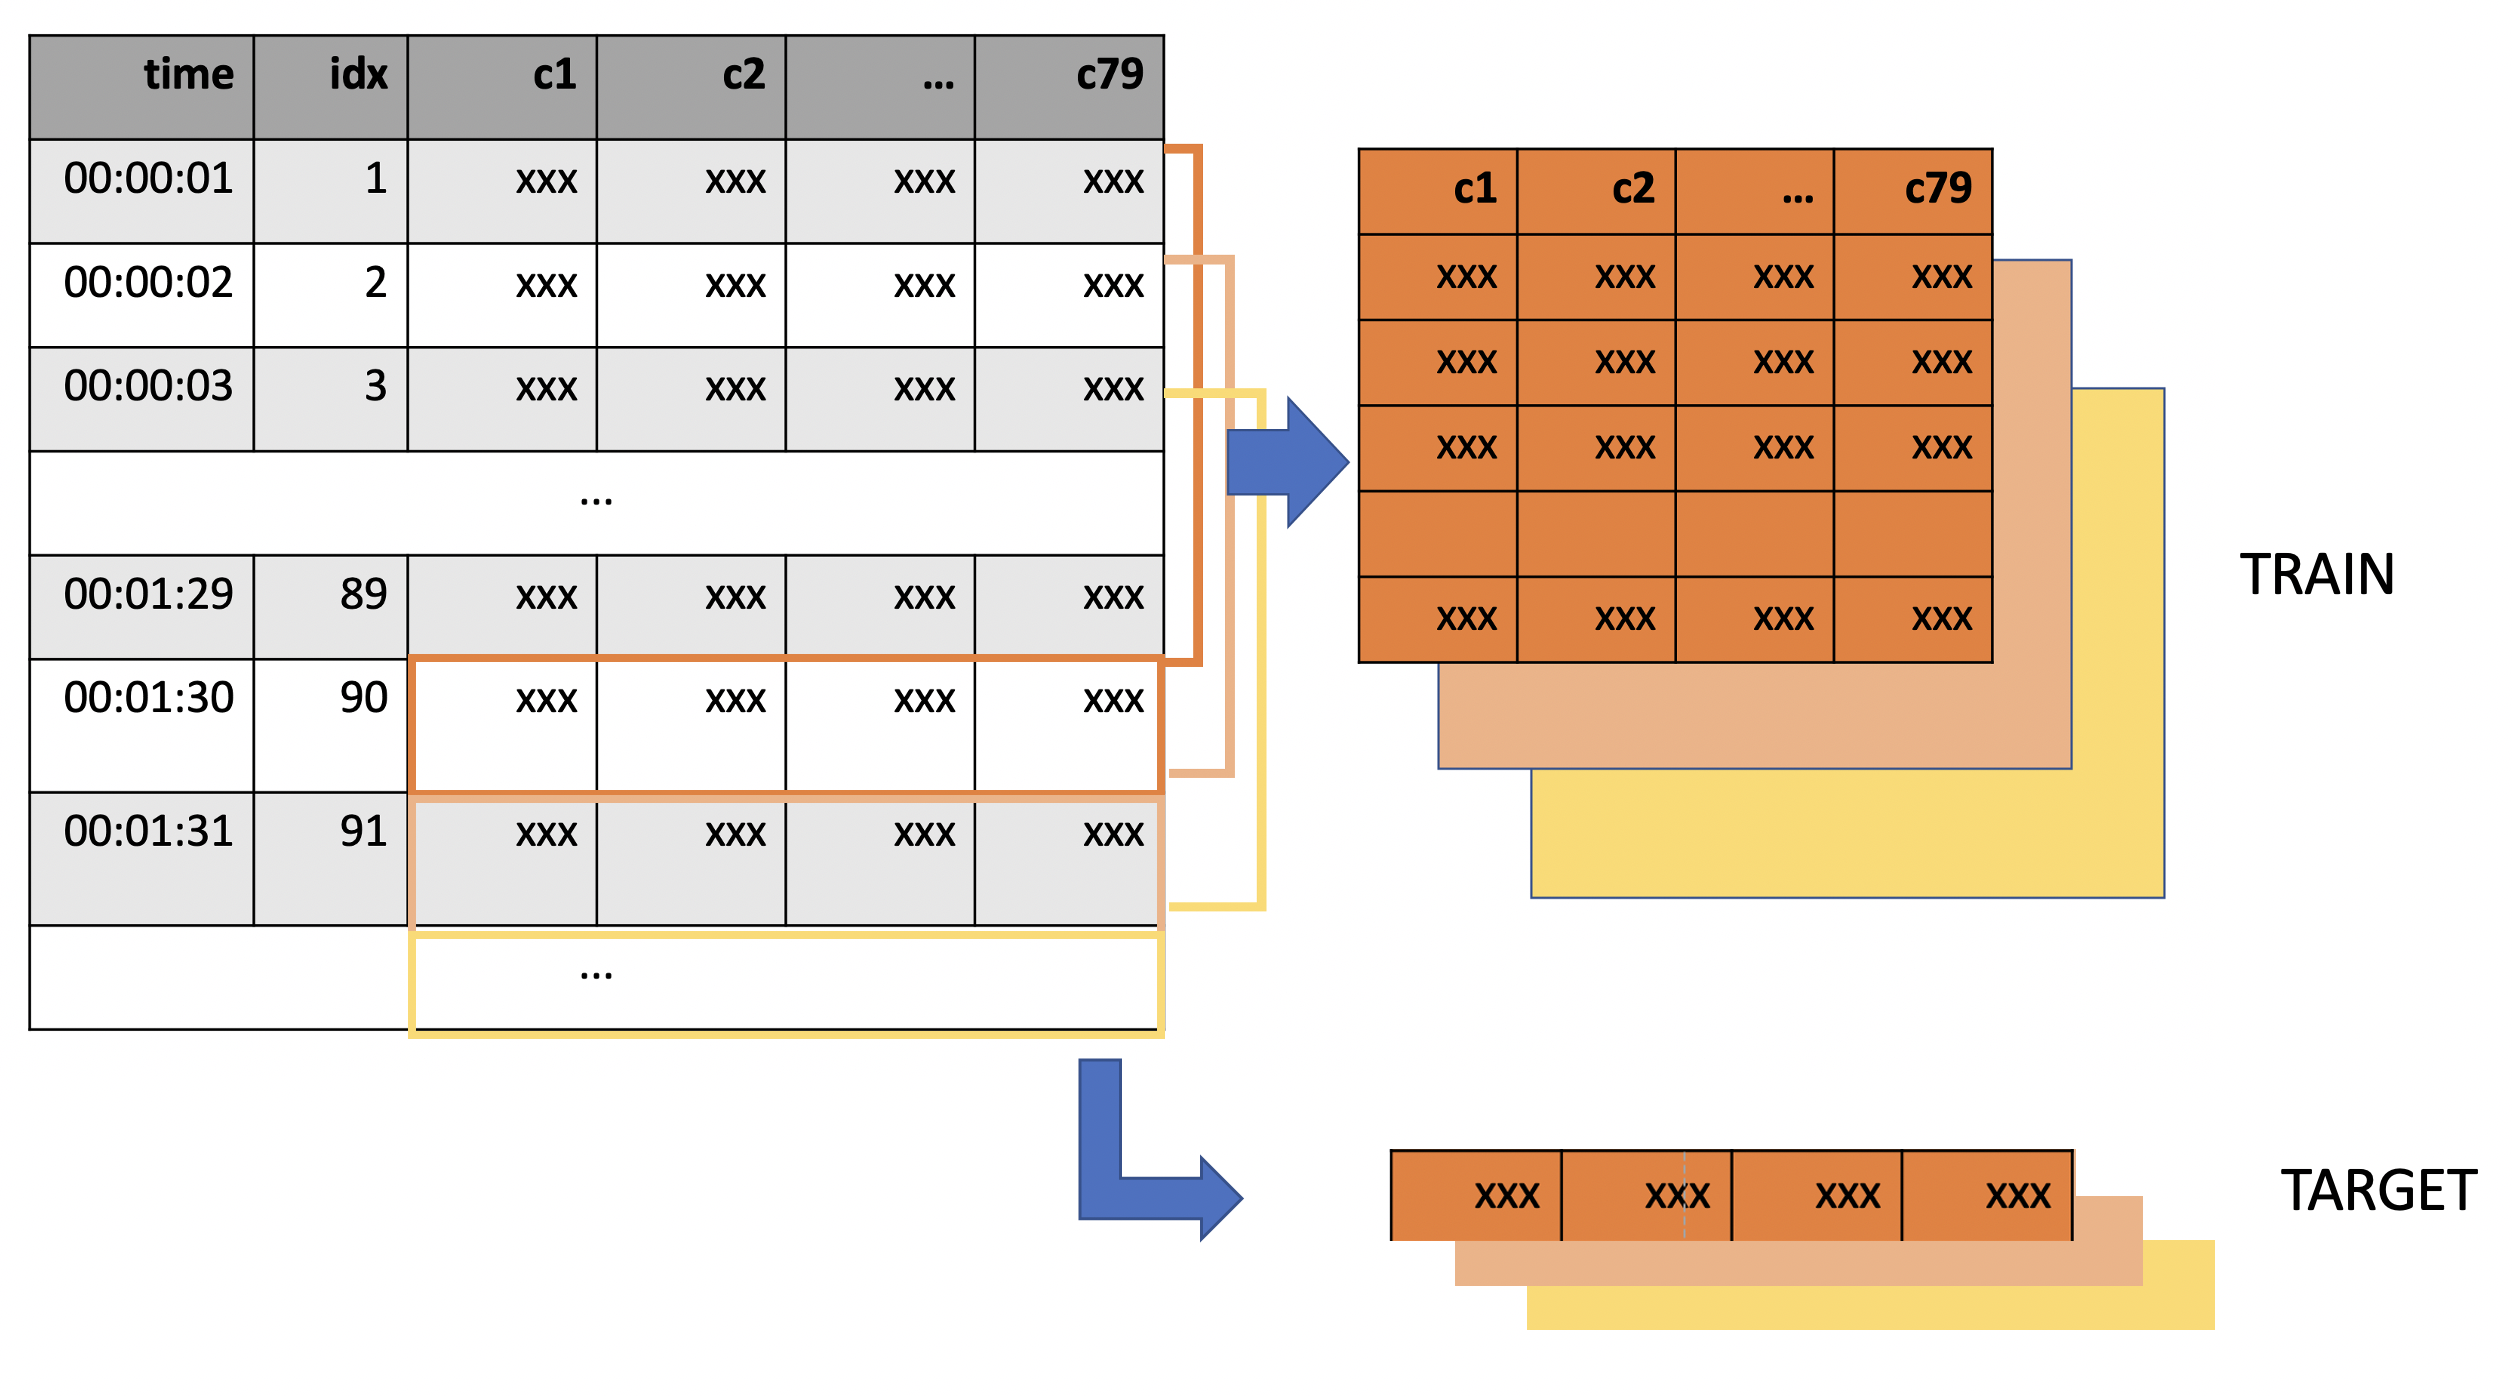 time idx c1 c2 ... c79
00:00:01 1 xxx xxx xxx xxx
00:00:02 2 xxx xxx xxx xxx
00:00:03 3 xxx xxx xxx xxx
...
00:01:29 89 xxx xxx xxx xxx
00:01:30 90 xxx xxx xxx xxx
00:01:31 91 xxx xxx xxx xxx
...
c1 c2 ... c79
xxx xxx xxx xxx
xxx xxx xxx xxx
xxx xxx xxx xxx
xxx xxx xxx xxx
TRAIN
xxx xxx xxx xxx
TARGET